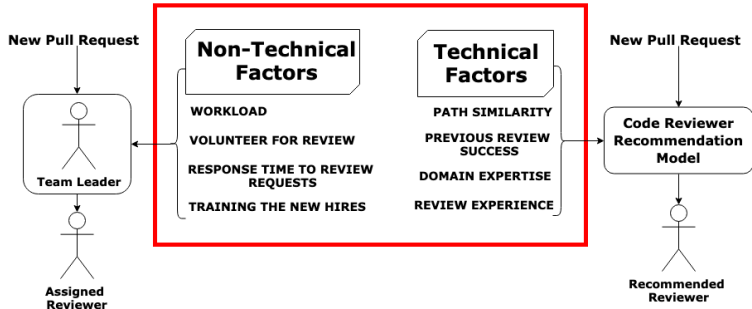 New Pull Request
Team Leader
Assigned
Reviewer
Non-Technical
Factors
WORKLOAD
VOLUNTEER FOR REVIEW
RESPONSE TIME TO REVIEW
REQUESTS
TRAINING THE NEW HIRES
Technical
Factors
PATH SIMILARITY
PREVIOUS REVIEW
SUCCESS
DOMAIN EXPERTISE
REVIEW EXPERIENCE
New Pull Request
Code Reviewer
Recommendation
Model
Recommended
Reviewer